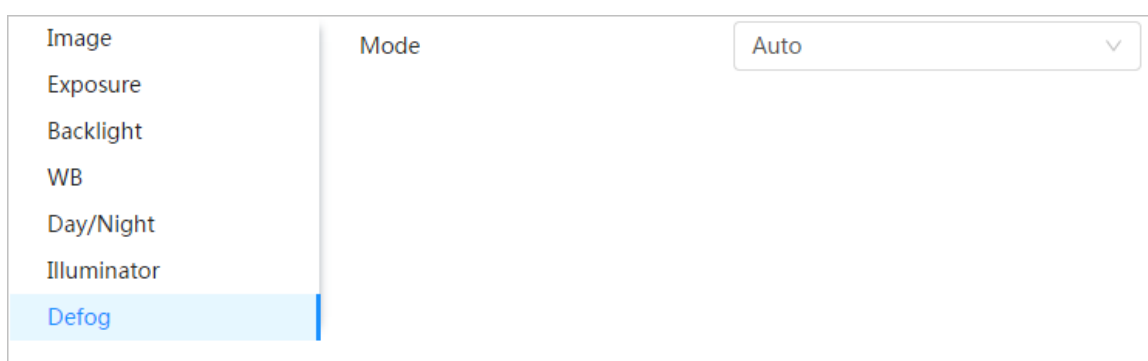 Image
Mode
Auto
Exposure
Backlight
WB
Day/Night
Illuminator
Defog